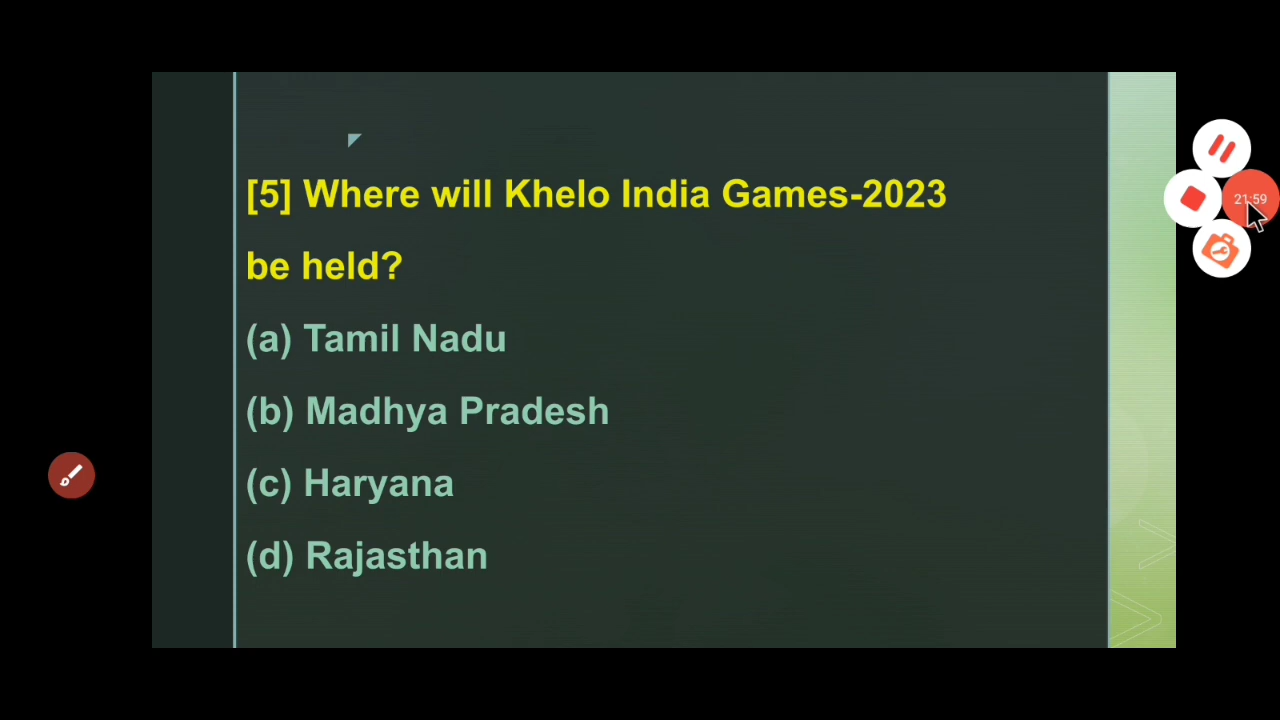 [5] Where will Khelo India Games-2023
be held?
(a) Tamil Nadu
(b) Madhya Pradesh
(c) Haryana
(d) Rajasthan
21:59